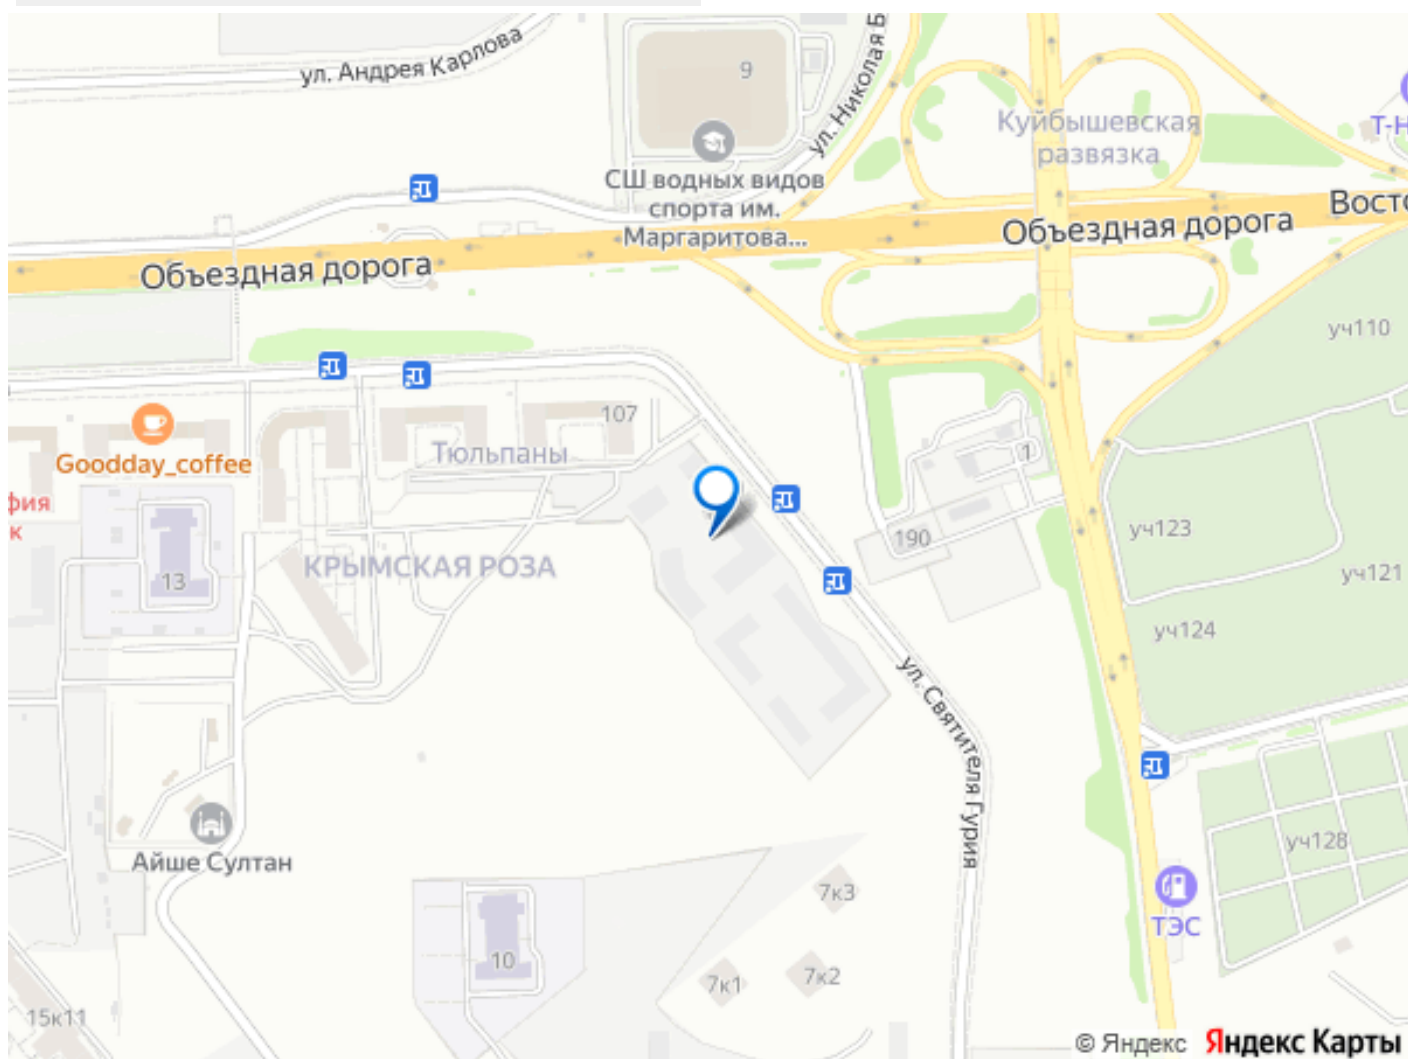 ул. Андрея Карлова
9
ул. Николая Б
Куйбышевская
развязка
Т-Н
СШ водных видов
спорта им.
Маргаритова...
Объездная дорога
Восто
Объездная дорога
уч110
107
Тюльпаны
Goodday_coffee
1
фия
к
190
уч123
КРЫМСКАЯ РОЗА
13
уч121
уч124
ул. Святителя Гурия
уч128
Айше Султан
7к3
ТЭС
10
7к2
7к1
15к11
© Яндекс Яндекс Карты